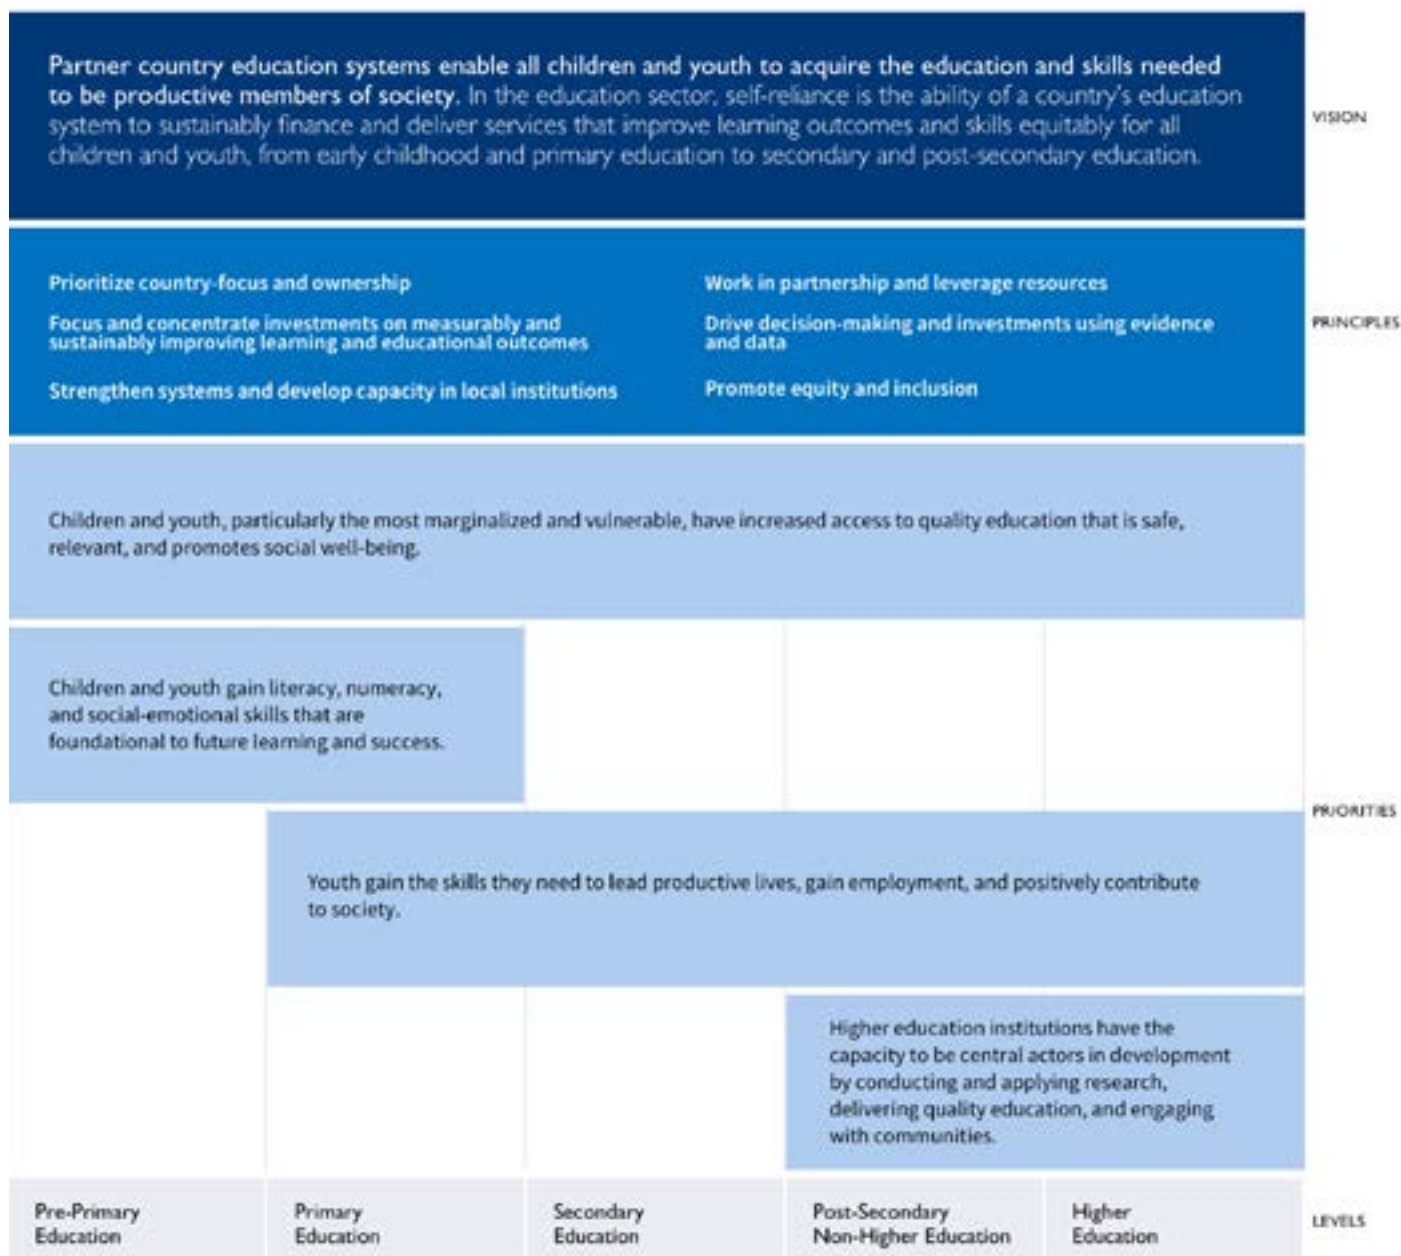 Partner country education systems enable all children and youth to acquire the education and skills needed
to be productive members of society. In the education sector, self-reliance is the ability of a country's education
system to sustainably finance and deliver services that improve learning outcomes and skills equitably for all
children and youth, from early childhood and primary education to secondary and post-secondary education.
VISION
Prioritize country-focus and ownership
Focus and concentrate investments on measurably and
sustainably improving learning and educational outcomes
Strengthen systems and develop capacity in local institutions
Work in partnership and leverage resources
Drive decision-making and investments using evidence
and data
Promote equity and inclusion
PRINCIPLES
Children and youth, particularly the most marginalized and vulnerable, have increased access to quality education that is safe,
relevant, and promotes social well-being.
Children and youth gain literacy, numeracy,
and social-emotional skills that are
foundational to future learning and success.
Youth gain the skills they need to lead productive lives, gain employment, and positively contribute
to society.
Higher education institutions have the
capacity to be central actors in development
by conducting and applying research,
delivering quality education, and engaging
with communities.
PRIORITIES
Pre-Primary
Education
Primary
Education
Secondary
Education
Post-Secondary
Non-Higher Education
Higher
Education
LEVELS